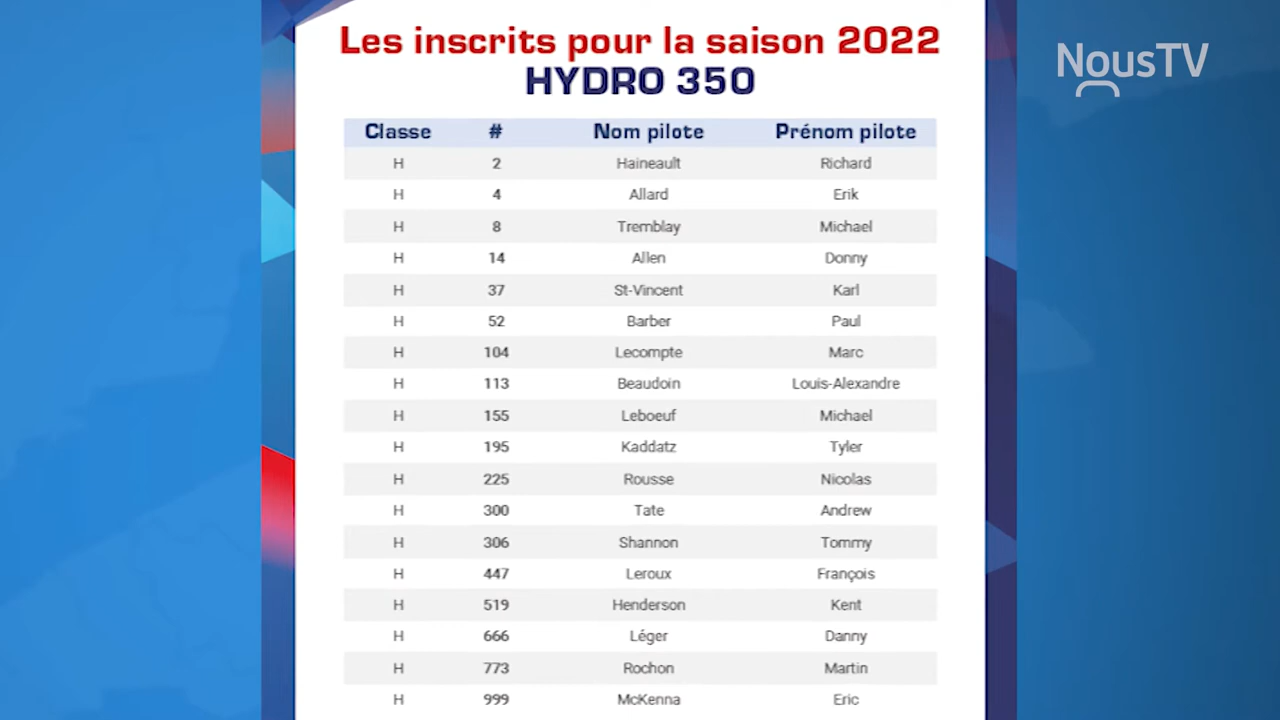 Les inscrits pour la saison 2022
HYDRO 350
NousTV
Classe # Nom pilote Prénom pilote
H 2 Haineault Richard
H 4 Allard Erik
H 8 Tremblay Michael
H 14 Allen Donny
H 37 St-Vincent Karl
H 52 Barber Paul
H 104 Lecompte Marc
H 113 Beaudoin Louis-Alexandre
H 155 Leboeuf Michael
H 195 Kaddatz Tyler
H 225 Rousse Nicolas
H 300 Tate Andrew
H 306 Shannon Tommy
H 447 Leroux François
H 519 Henderson Kent
H 666 Léger Danny
H 773 Rochon Martin
H 999 McKenna Eric